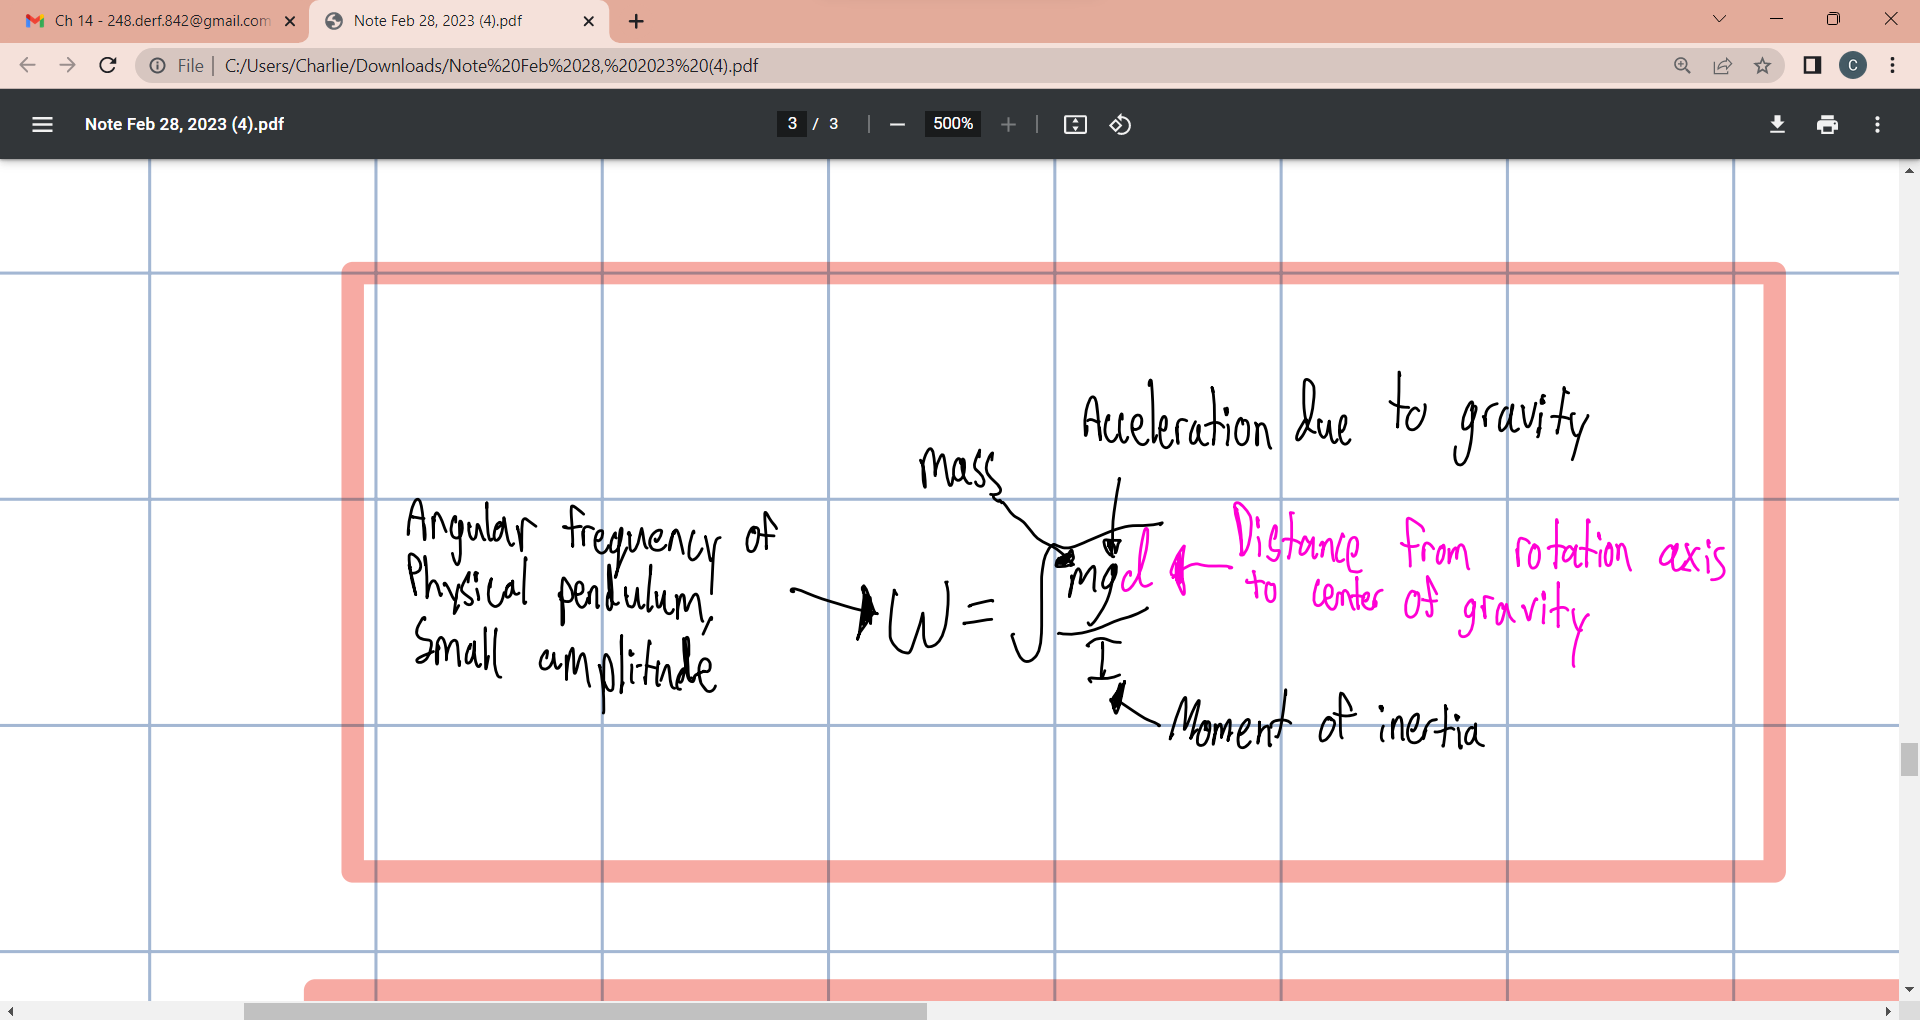 Ch 14 - 248.derf.842@gmail.com
Note Feb 28, 2023 (4).pdf
File | C:/Users/Charlie/Downloads/Note%20Feb%2028,%202023%20(4).pdf
C
Note Feb 28, 2023 (4).pdf
3 / 3
500%
Acceleration due to gravity
mass
Angular frequency of
Physical pendulum,
Small amplitude
W = √mgd/I
Distance from rotation axis
to center of gravity
Moment of inertia